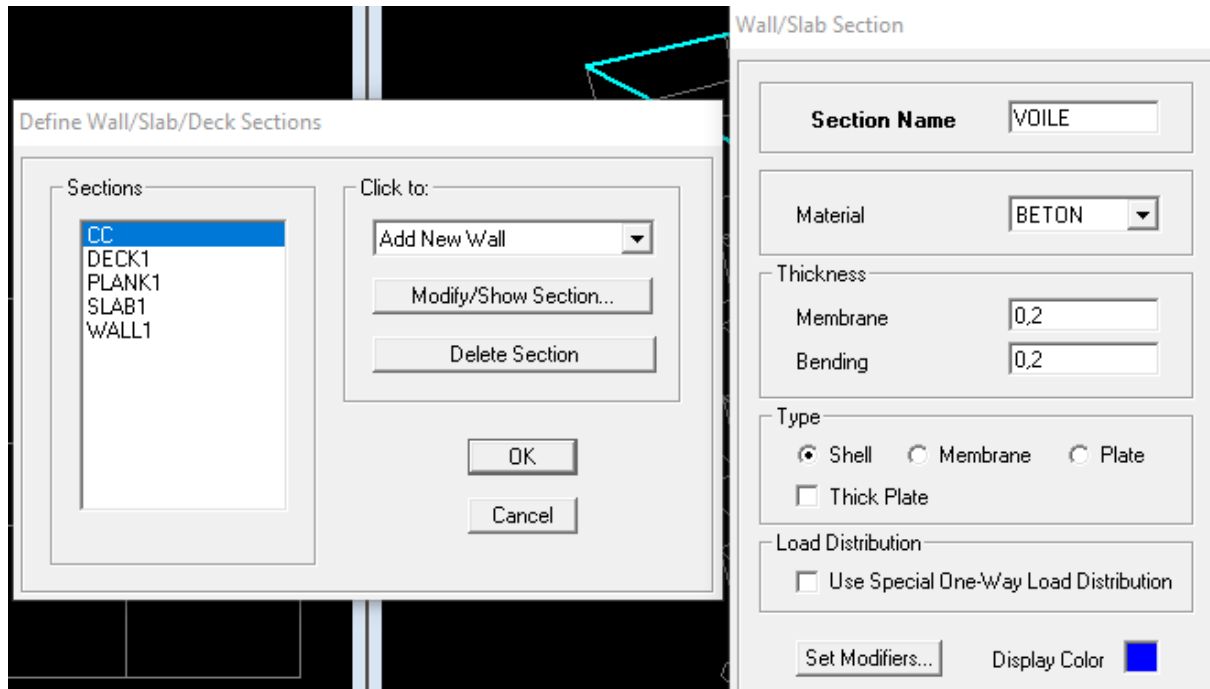 Define Wall/Slab/Deck Sections
Sections
CC
DECK1
PLANK1
SLAB1
WALL1
Click to:
Add New Wall
Modify/Show Section...
Delete Section
OK
Cancel
Wall/Slab Section
Section Name VOILE
Material BETON
Thickness
Membrane 0,2
Bending 0,2
Type
Shell Membrane Plate
Thick Plate
Load Distribution
Use Special One-Way Load Distribution
Set Modifiers... Display Color